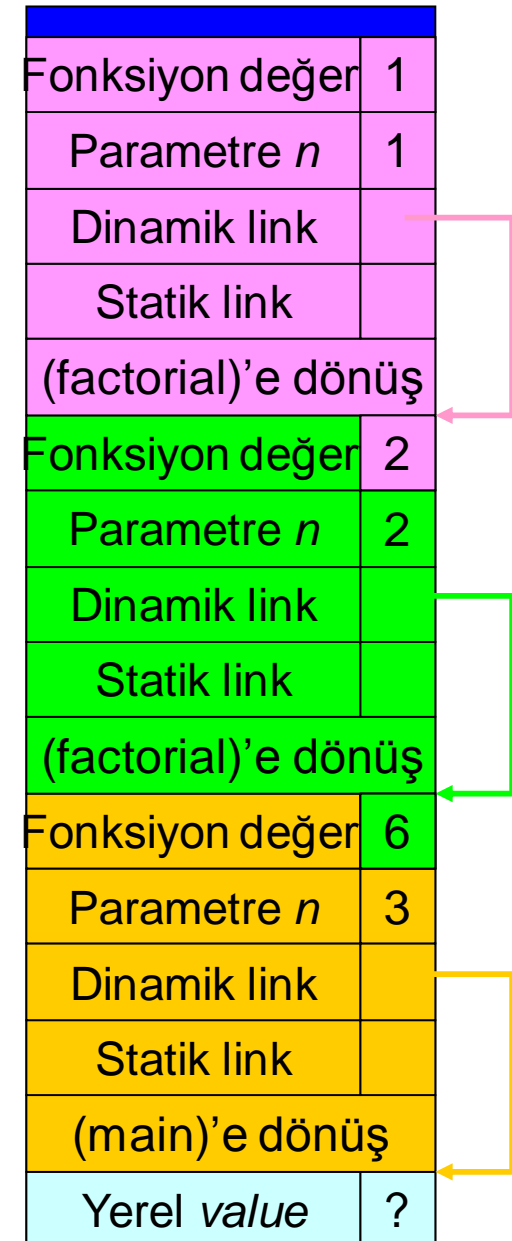 Fonksiyon değer 1
Parametre n 1
Dinamik link
Statik link
(factorial)’e dönüş
Fonksiyon değer 2
Parametre n 2
Dinamik link
Statik link
(factorial)’e dönüş
Fonksiyon değer 6
Parametre n 3
Dinamik link
Statik link
(main)’e dönüş
Yerel value ?